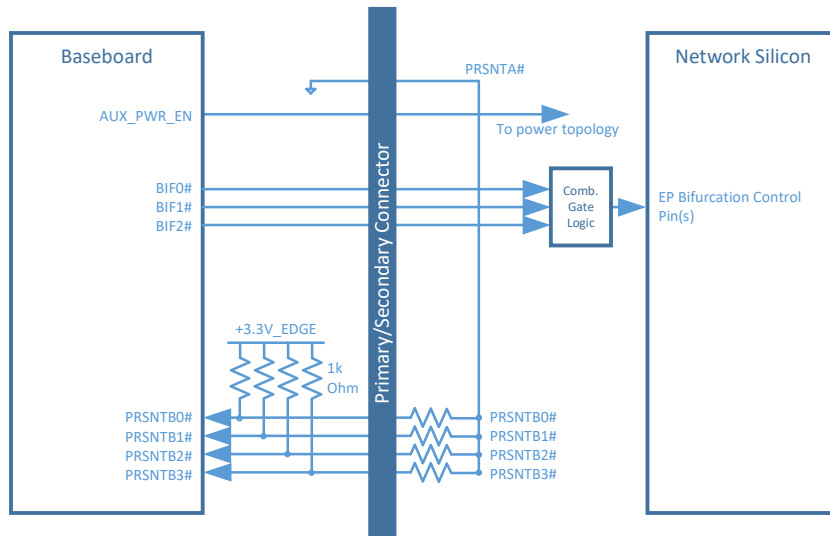 Baseboard
Network Silicon
PRSNTA#
AUX_PWR_EN
To power topology
Primary/Secondary Connector
BIF0#
BIF1#
BIF2#
Comb.
Gate
Logic
EP Bifurcation Control
Pin(s)
+3.3V_EDGE
1k
Ohm
PRSNTB0#
PRSNTB1#
PRSNTB2#
PRSNTB3#
PRSNTB0#
PRSNTB1#
PRSNTB2#
PRSNTB3#